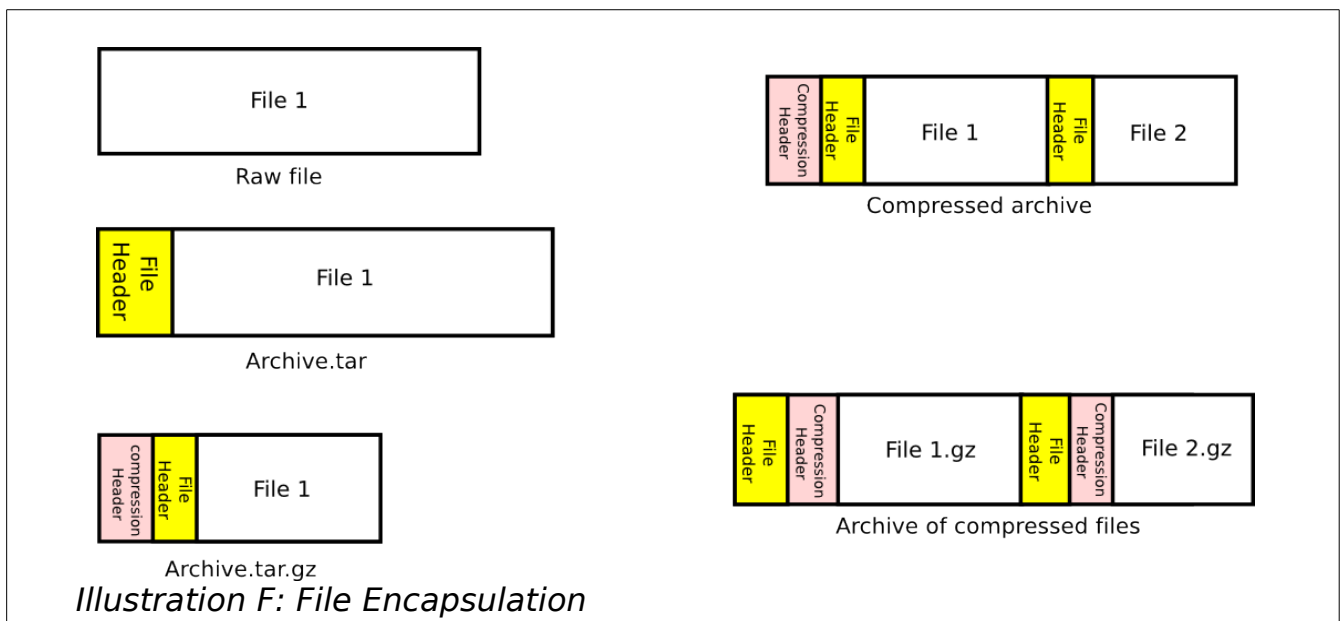 File 1
Raw file
File
Header
File 1
Archive.tar
compression
Header
File
Header
File 1
Archive.tar.gz
Compression
Header
File
Header
File 1
File
Header
File 2
Compressed archive
File
Header
Compression
Header
File 1.gz
File
Header
Compression
Header
File 2.gz
Archive of compressed files
Illustration F: File Encapsulation